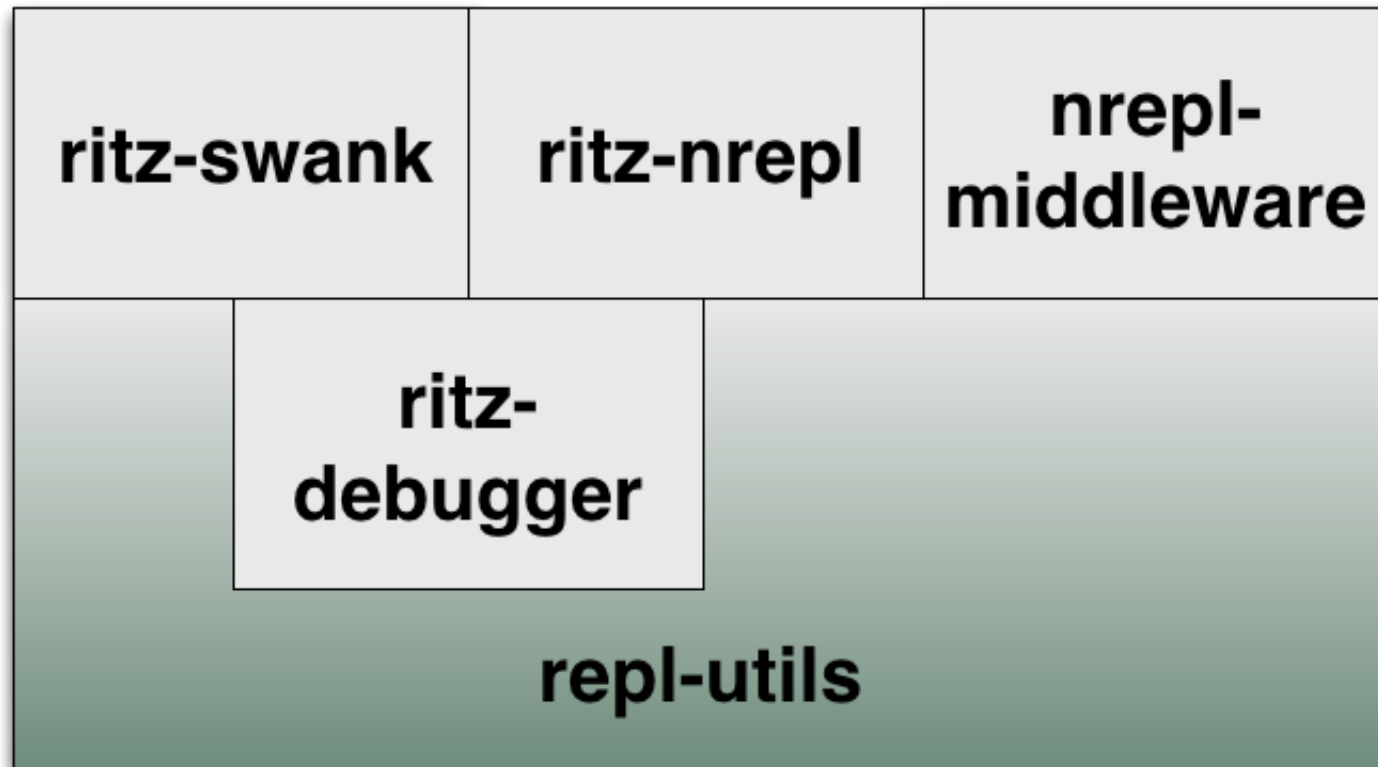 ritz-swank
ritz-nrepl
nrepl-
middleware
ritz-
debugger
repl-utils